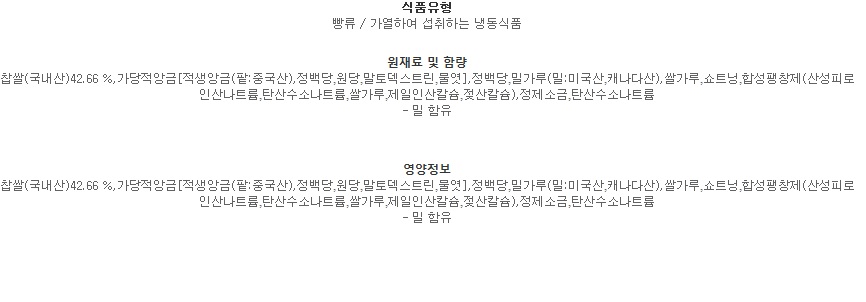 식품유형
빵류 / 가열하여 섭취하는 냉동식품
원재료 및 함량
찹쌀(국내산)42.66 %,가당적앙금[적생앙금(팥:중국산),정백당,원당,말토덱스트린,물엿],정백당,밀가루(밀:미국산,캐나다산),쌀가루,쇼트닝,합성팽창제(산성피로
인산나트륨,탄산수소나트륨,쌀가루,제일인산칼슘,젖산칼슘),정제소금,탄산수소나트륨
- 밀 함유
영양정보
찹쌀(국내산)42.66 %,가당적앙금[적생앙금(팥:중국산),정백당,원당,말토덱스트린,물엿],정백당,밀가루(밀:미국산,캐나다산),쌀가루,쇼트닝,합성팽창제(산성피로
인산나트륨,탄산수소나트륨,쌀가루,제일인산칼슘,젖산칼슘),정제소금,탄산수소나트륨
- 밀 함유